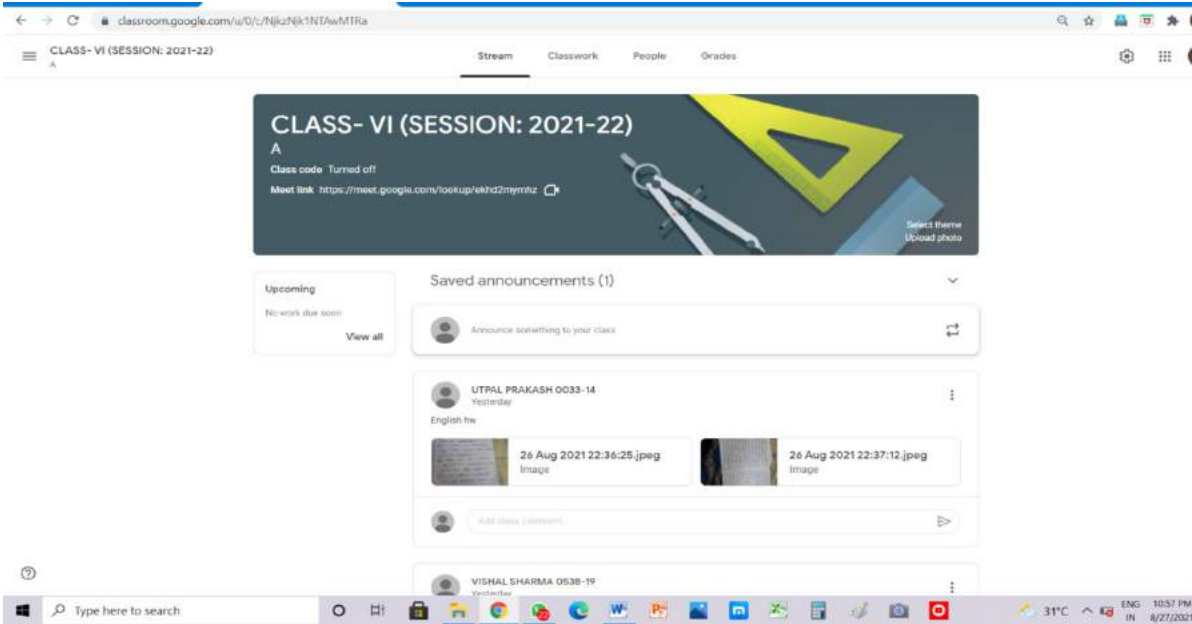 classroom.google.com/u/0/c/NjkzNjk1NTAwMTRa
CLASS- VI (SESSION: 2021-22)
A
Stream
Classwork
People
Grades
CLASS- VI (SESSION: 2021-22)
A
Class code Turned off
Meet link https://meet.google.com/lookup/ekhd2mymhz
Select theme
Upload photo
Upcoming
No work due soon
View all
Saved announcements (1)
Announce something to your class
UTPAL PRAKASH 0033-14
Yesterday
English hw
26 Aug 2021 22:36:25.jpeg
Image
26 Aug 2021 22:37:12.jpeg
Image
Add class comment...
VISHAL SHARMA 0538-19
Yesterday
Type here to search
31°C
ENG
IN
10:57 PM
8/27/2021